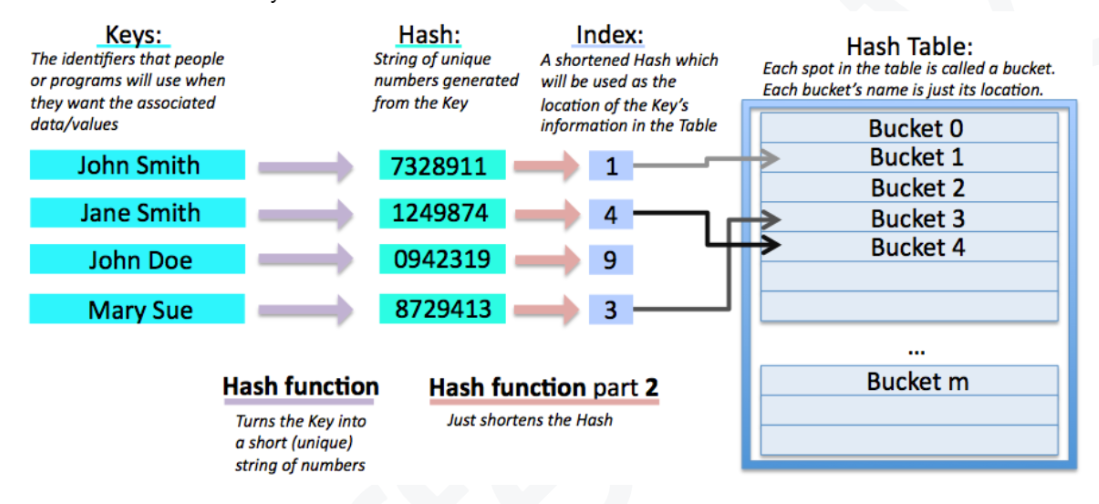 Keys:
The identifiers that people
or programs will use when
they want the associated
data/values
Hash:
String of unique
numbers generated
from the Key
Index:
A shortened Hash which
will be used as the
location of the Key's
information in the Table
Hash Table:
Each spot in the table is called a bucket.
Each bucket's name is just its location.
John Smith
7328911
1
Jane Smith
1249874
4
John Doe
0942319
9
Mary Sue
8729413
3
Bucket 0
Bucket 1
Bucket 2
Bucket 3
Bucket 4
...
Bucket m
Hash function
Turns the Key into
a short (unique)
string of numbers
Hash function part 2
Just shortens the Hash